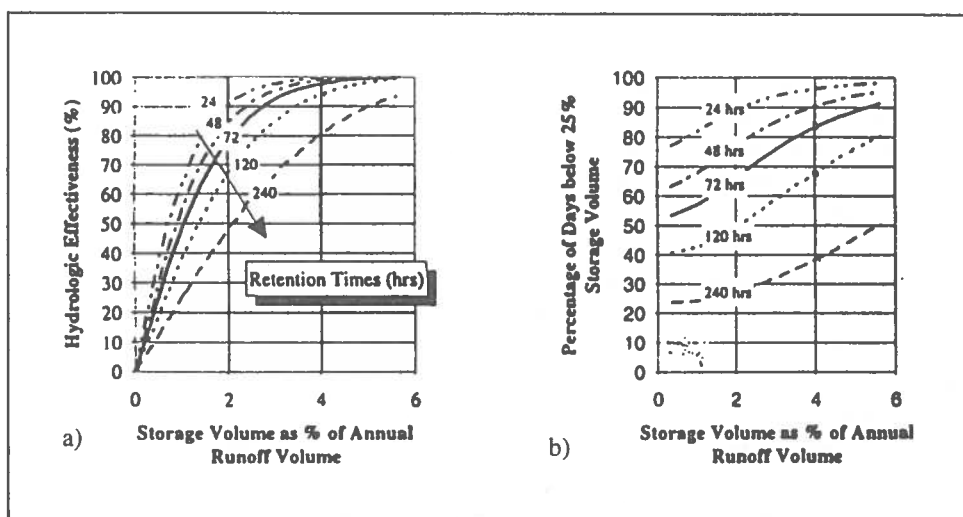 Hydrologic Effectiveness (%)
100
90
80
70
60
50
40
30
20
10
0
24
48
72
120
240
Retention Times (hrs)
0
2
4
6
a)
Storage Volume as % of Annual
Runoff Volume
Percentage of Days below 25%
Storage Volume
100
90
80
70
60
50
40
30
20
10
0
24 hrs
48 hrs
72 hrs
120 hrs
240 hrs
0
2
4
6
b)
Storage Volume as % of Annual
Runoff Volume